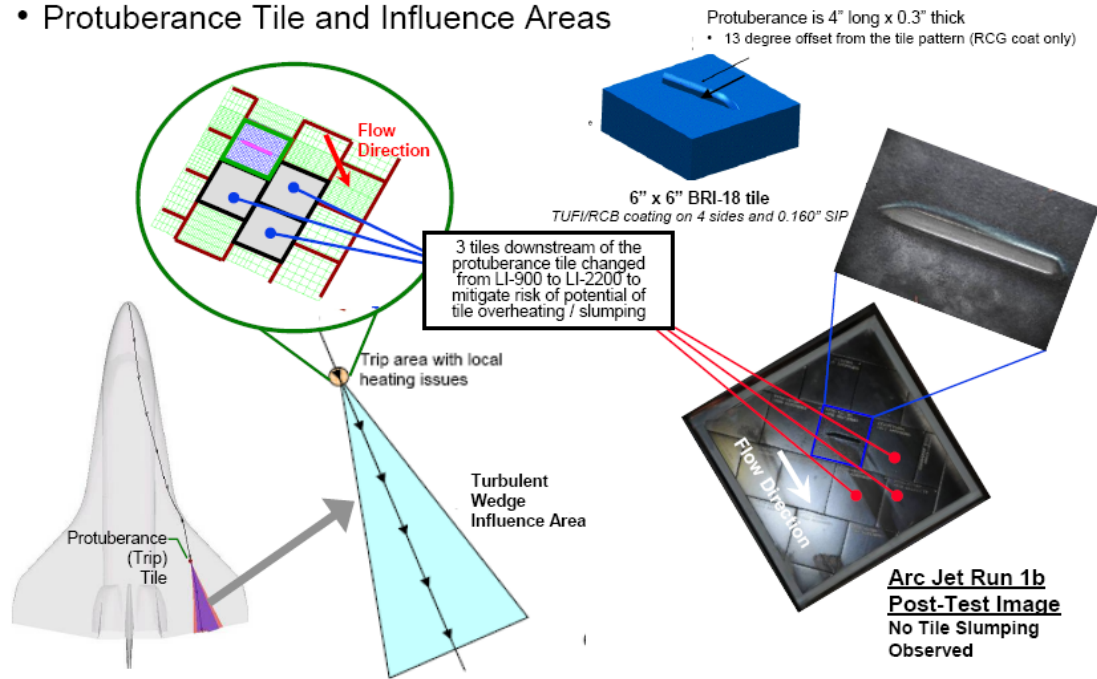 • Protuberance Tile and Influence Areas
Protuberance is 4" long x 0.3" thick
• 13 degree offset from the tile pattern (RCG coat only)
Flow
Direction
6" x 6" BRI-18 tile
TUFI/RCB coating on 4 sides and 0.160" SIP
3 tiles downstream of the
protuberance tile changed
from LI-900 to LI-2200 to
mitigate risk of potential of
tile overheating / slumping
Trip area with local
heating issues
Turbulent
Wedge
Influence Area
Protuberance
(Trip)
Tile
Flow Direction
Arc Jet Run 1b
Post-Test Image
No Tile Slumping
Observed